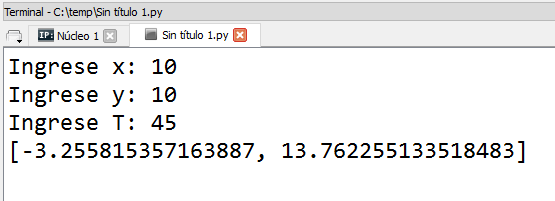 Terminal - C:\temp\Sin título 1.py
IP: Núcleo 1 Sin título 1.py
Ingrese x: 10
Ingrese y: 10
Ingrese T: 45
[-3.255815357163887, 13.762255133518483]